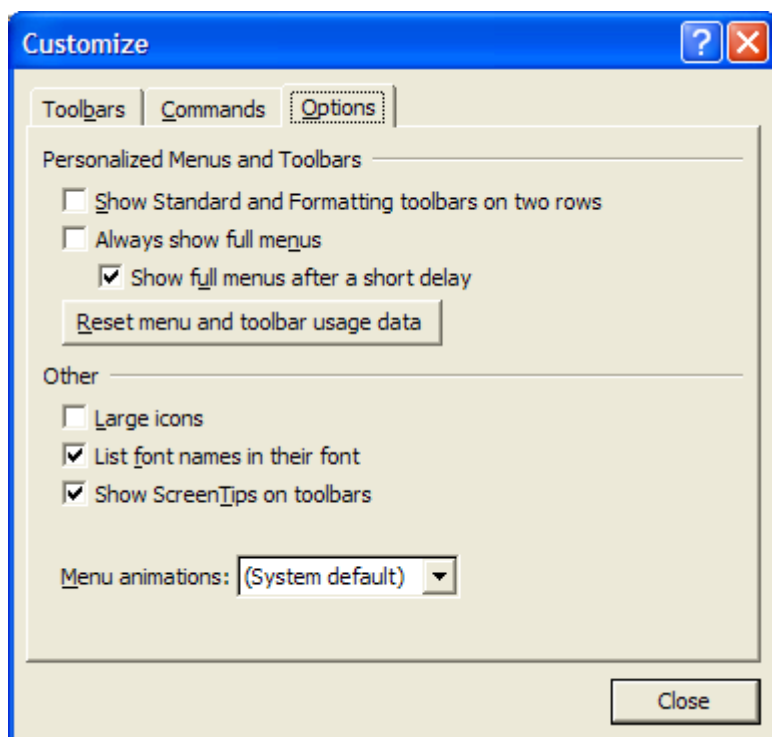 Customize
?
Toolbars Commands Options
Personalized Menus and Toolbars
Show Standard and Formatting toolbars on two rows
Always show full menus
Show full menus after a short delay
Reset menu and toolbar usage data
Other
Large icons
List font names in their font
Show ScreenTips on toolbars
Menu animations: (System default)
Close